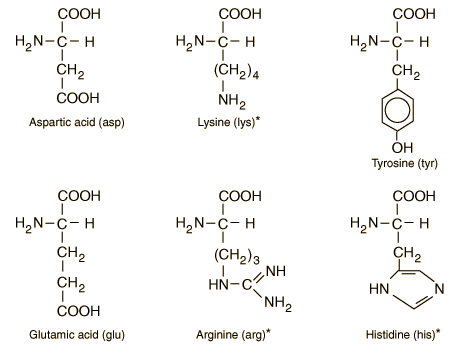 COOH COOH COOH
H2N–C–H H2N–C–H H2N–C–H
CH2 (CH2)4 CH2
COOH NH2
OH
Aspartic acid (asp) Lysine (lys)* Tyrosine (tyr)
COOH COOH COOH
H2N–C–H H2N–C–H H2N–C–H
CH2 (CH2)3 CH2
CH2 HN–C NH HN N
COOH NH2
Glutamic acid (glu) Arginine (arg)* Histidine (his)*